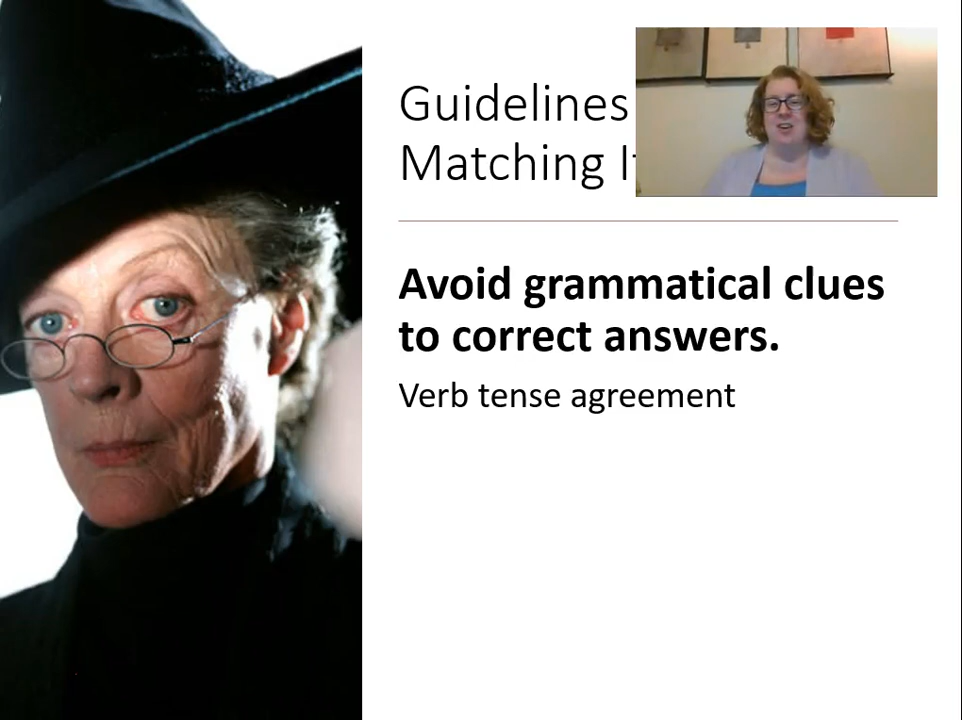 Guidelines
Matching
Avoid grammatical clues
to correct answers.
Verb tense agreement